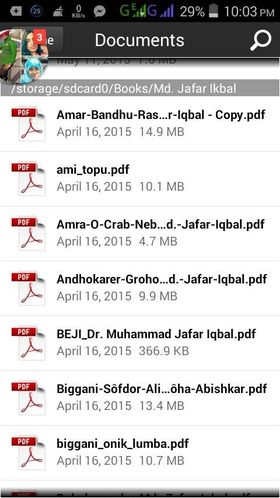 29% 10:03 PM
3
Documents
May 11, 2015 1.0 MB
/storage/sdcard0/Books/Md. Jafar Ikbal
PDF
Amar-Bandhu-Ras…r-Iqbal - Copy.pdf
April 16, 2015 14.9 MB
PDF
ami_topu.pdf
April 16, 2015 10.1 MB
PDF
Amra-O-Crab-Neb…d.-Jafar-Iqbal.pdf
April 16, 2015 4.7 MB
PDF
Andhokarer-Groho…d.-Jafar-Iqbal.pdf
April 16, 2015 9.9 MB
PDF
BEJI_Dr. Muhammad Jafar Iqbal.pdf
April 16, 2015 366.9 KB
PDF
Biggani-Sôfdor-Ali…ôha-Abishkar.pdf
April 16, 2015 13.4 MB
PDF
biggani_onik_lumba.pdf
April 16, 2015 10.7 MB